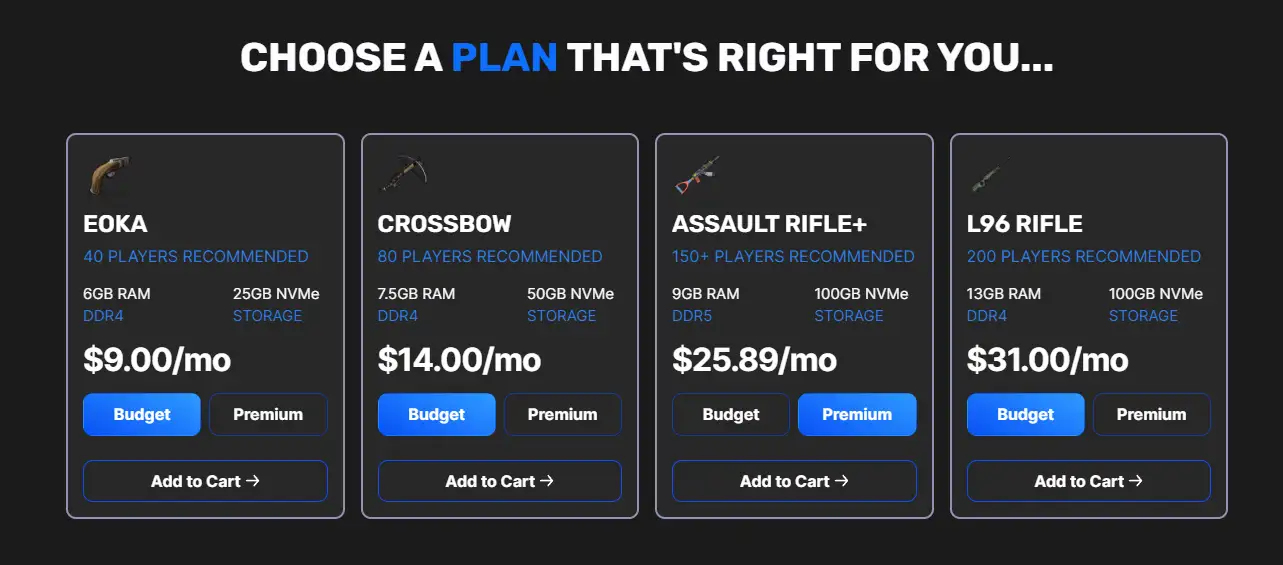 CHOOSE A PLAN THAT'S RIGHT FOR YOU...
EOKA
40 PLAYERS RECOMMENDED
6GB RAM 25GB NVMe
DDR4 STORAGE
$9.00/mo
Budget Premium
Add to Cart →
CROSSBOW
80 PLAYERS RECOMMENDED
7.5GB RAM 50GB NVMe
DDR4 STORAGE
$14.00/mo
Budget Premium
Add to Cart →
ASSAULT RIFLE+
150+ PLAYERS RECOMMENDED
9GB RAM 100GB NVMe
DDR5 STORAGE
$25.89/mo
Budget Premium
Add to Cart →
L96 RIFLE
200 PLAYERS RECOMMENDED
13GB RAM 100GB NVMe
DDR4 STORAGE
$31.00/mo
Budget Premium
Add to Cart →